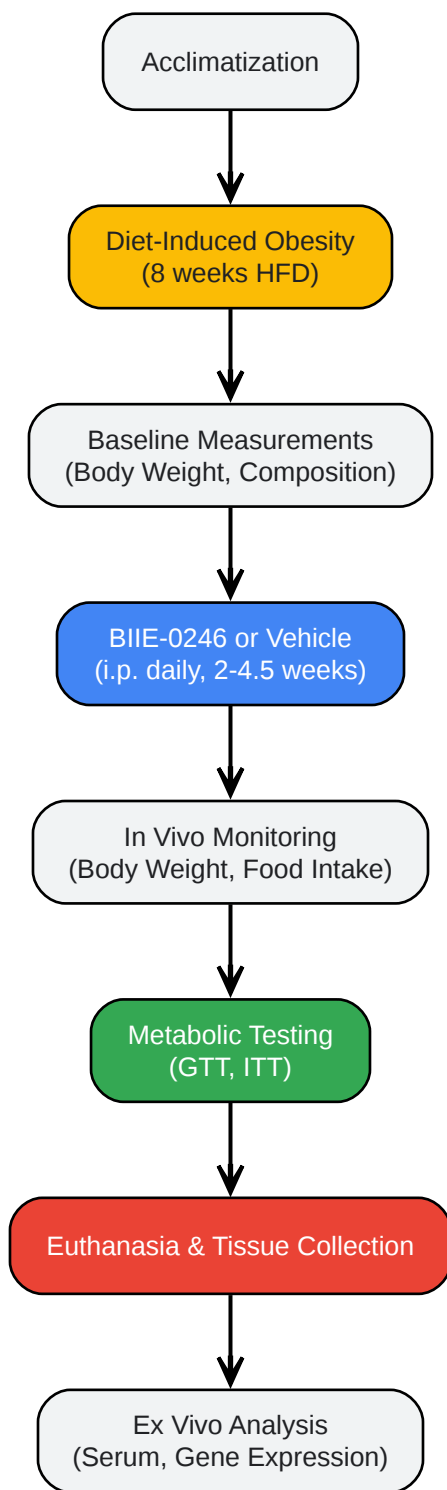 Acclimatization
Diet-Induced Obesity
(8 weeks HFD)
Baseline Measurements
(Body Weight, Composition)
BIIE-0246 or Vehicle
(i.p. daily, 2-4.5 weeks)
In Vivo Monitoring
(Body Weight, Food Intake)
Metabolic Testing
(GTT, ITT)
Euthanasia & Tissue Collection
Ex Vivo Analysis
(Serum, Gene Expression)